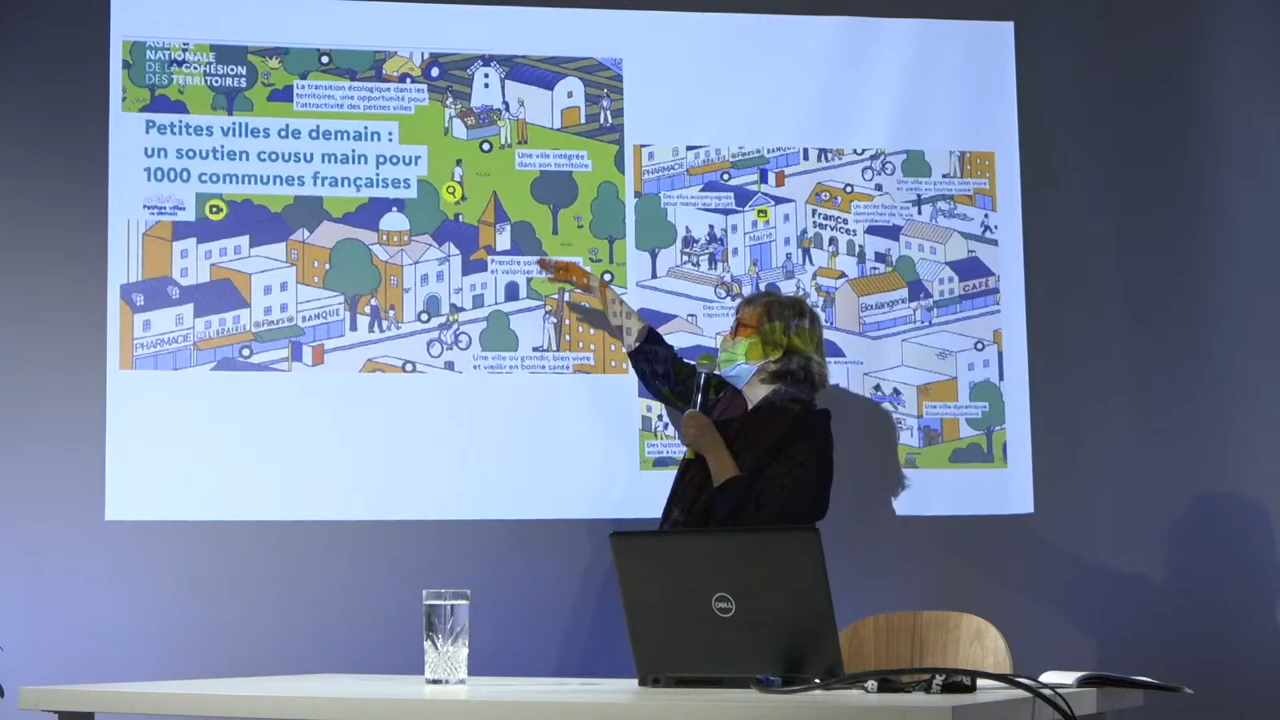 AGENCE
NATIONALE
DE LA COHÉSION
DES TERRITOIRES
La transition écologique dans les
territoires, une opportunité pour
l'attractivité des petites villes
Petites villes de demain :
un soutien cousu main pour
1000 communes françaises
Une ville intégrée
dans son territoire
Petites villes
de demain
Prendre
et valoriser
PHARMACIE
LIBRAIRIE
Fleurs
BANQUE
Une ville où grandir, bien vivre
et vieillir en bonne santé
PHARMACIE
LIBRAIRIE
Fleurs
BANQUE
Une ville où grandir, bien vivre
et vieillir en bonne santé
Des élus accompagnés
pour mener leur projet
Un accès facile aux
démarches de la vie
quotidienne
Mairie
France
services
Boulangerie
CAFÉ
capacité
ensemble
Une ville dynamique
économiquement
accès à la
DELL